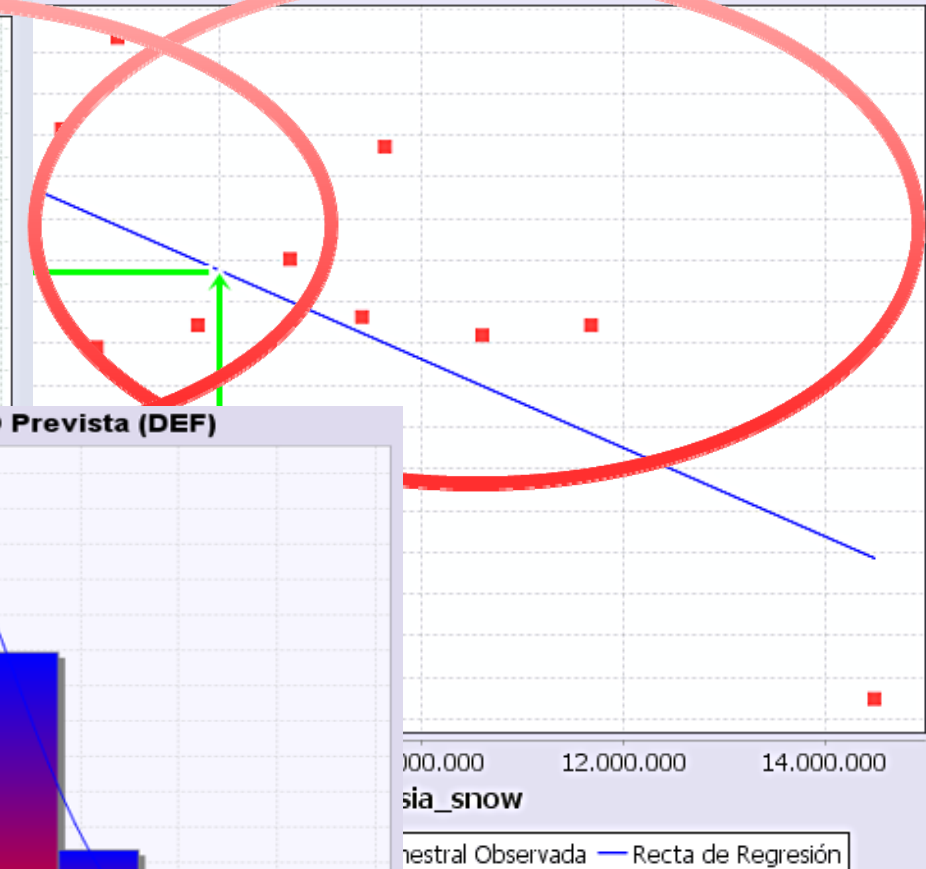 Prevista (DEF)
000.000 12.000.000 14.000.000
sia_snow
nestral Observada Recta de Regresión